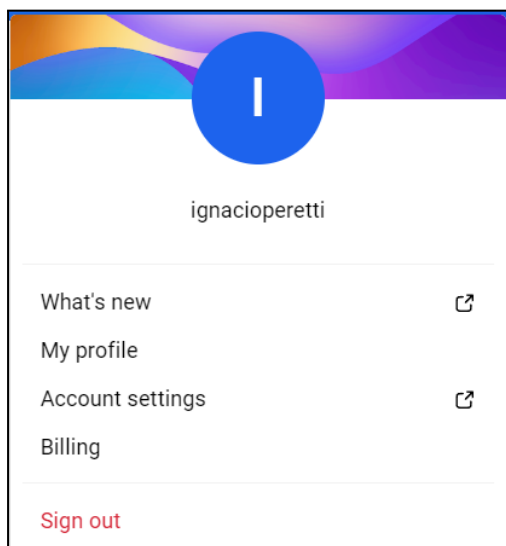 I
ignacioperetti
What's new
My profile
Account settings
Billing
Sign out